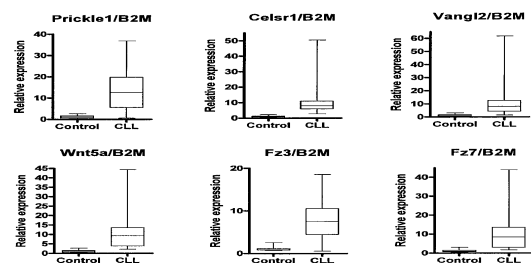 Prickle1/B2M
Relative expression
40
30
20
10
0
Control CLL
Celsr1/B2M
Relative expression
50
40
30
20
10
0
Control CLL
Vangl2/B2M
Relative expression
60
50
40
30
20
10
0
Control CLL
Wnt5a/B2M
Relative expression
45
40
35
30
25
20
15
10
5
0
Control CLL
Fz3/B2M
Relative expression
20
10
0
Control CLL
Fz7/B2M
Relative expression
40
30
20
10
0
Control CLL